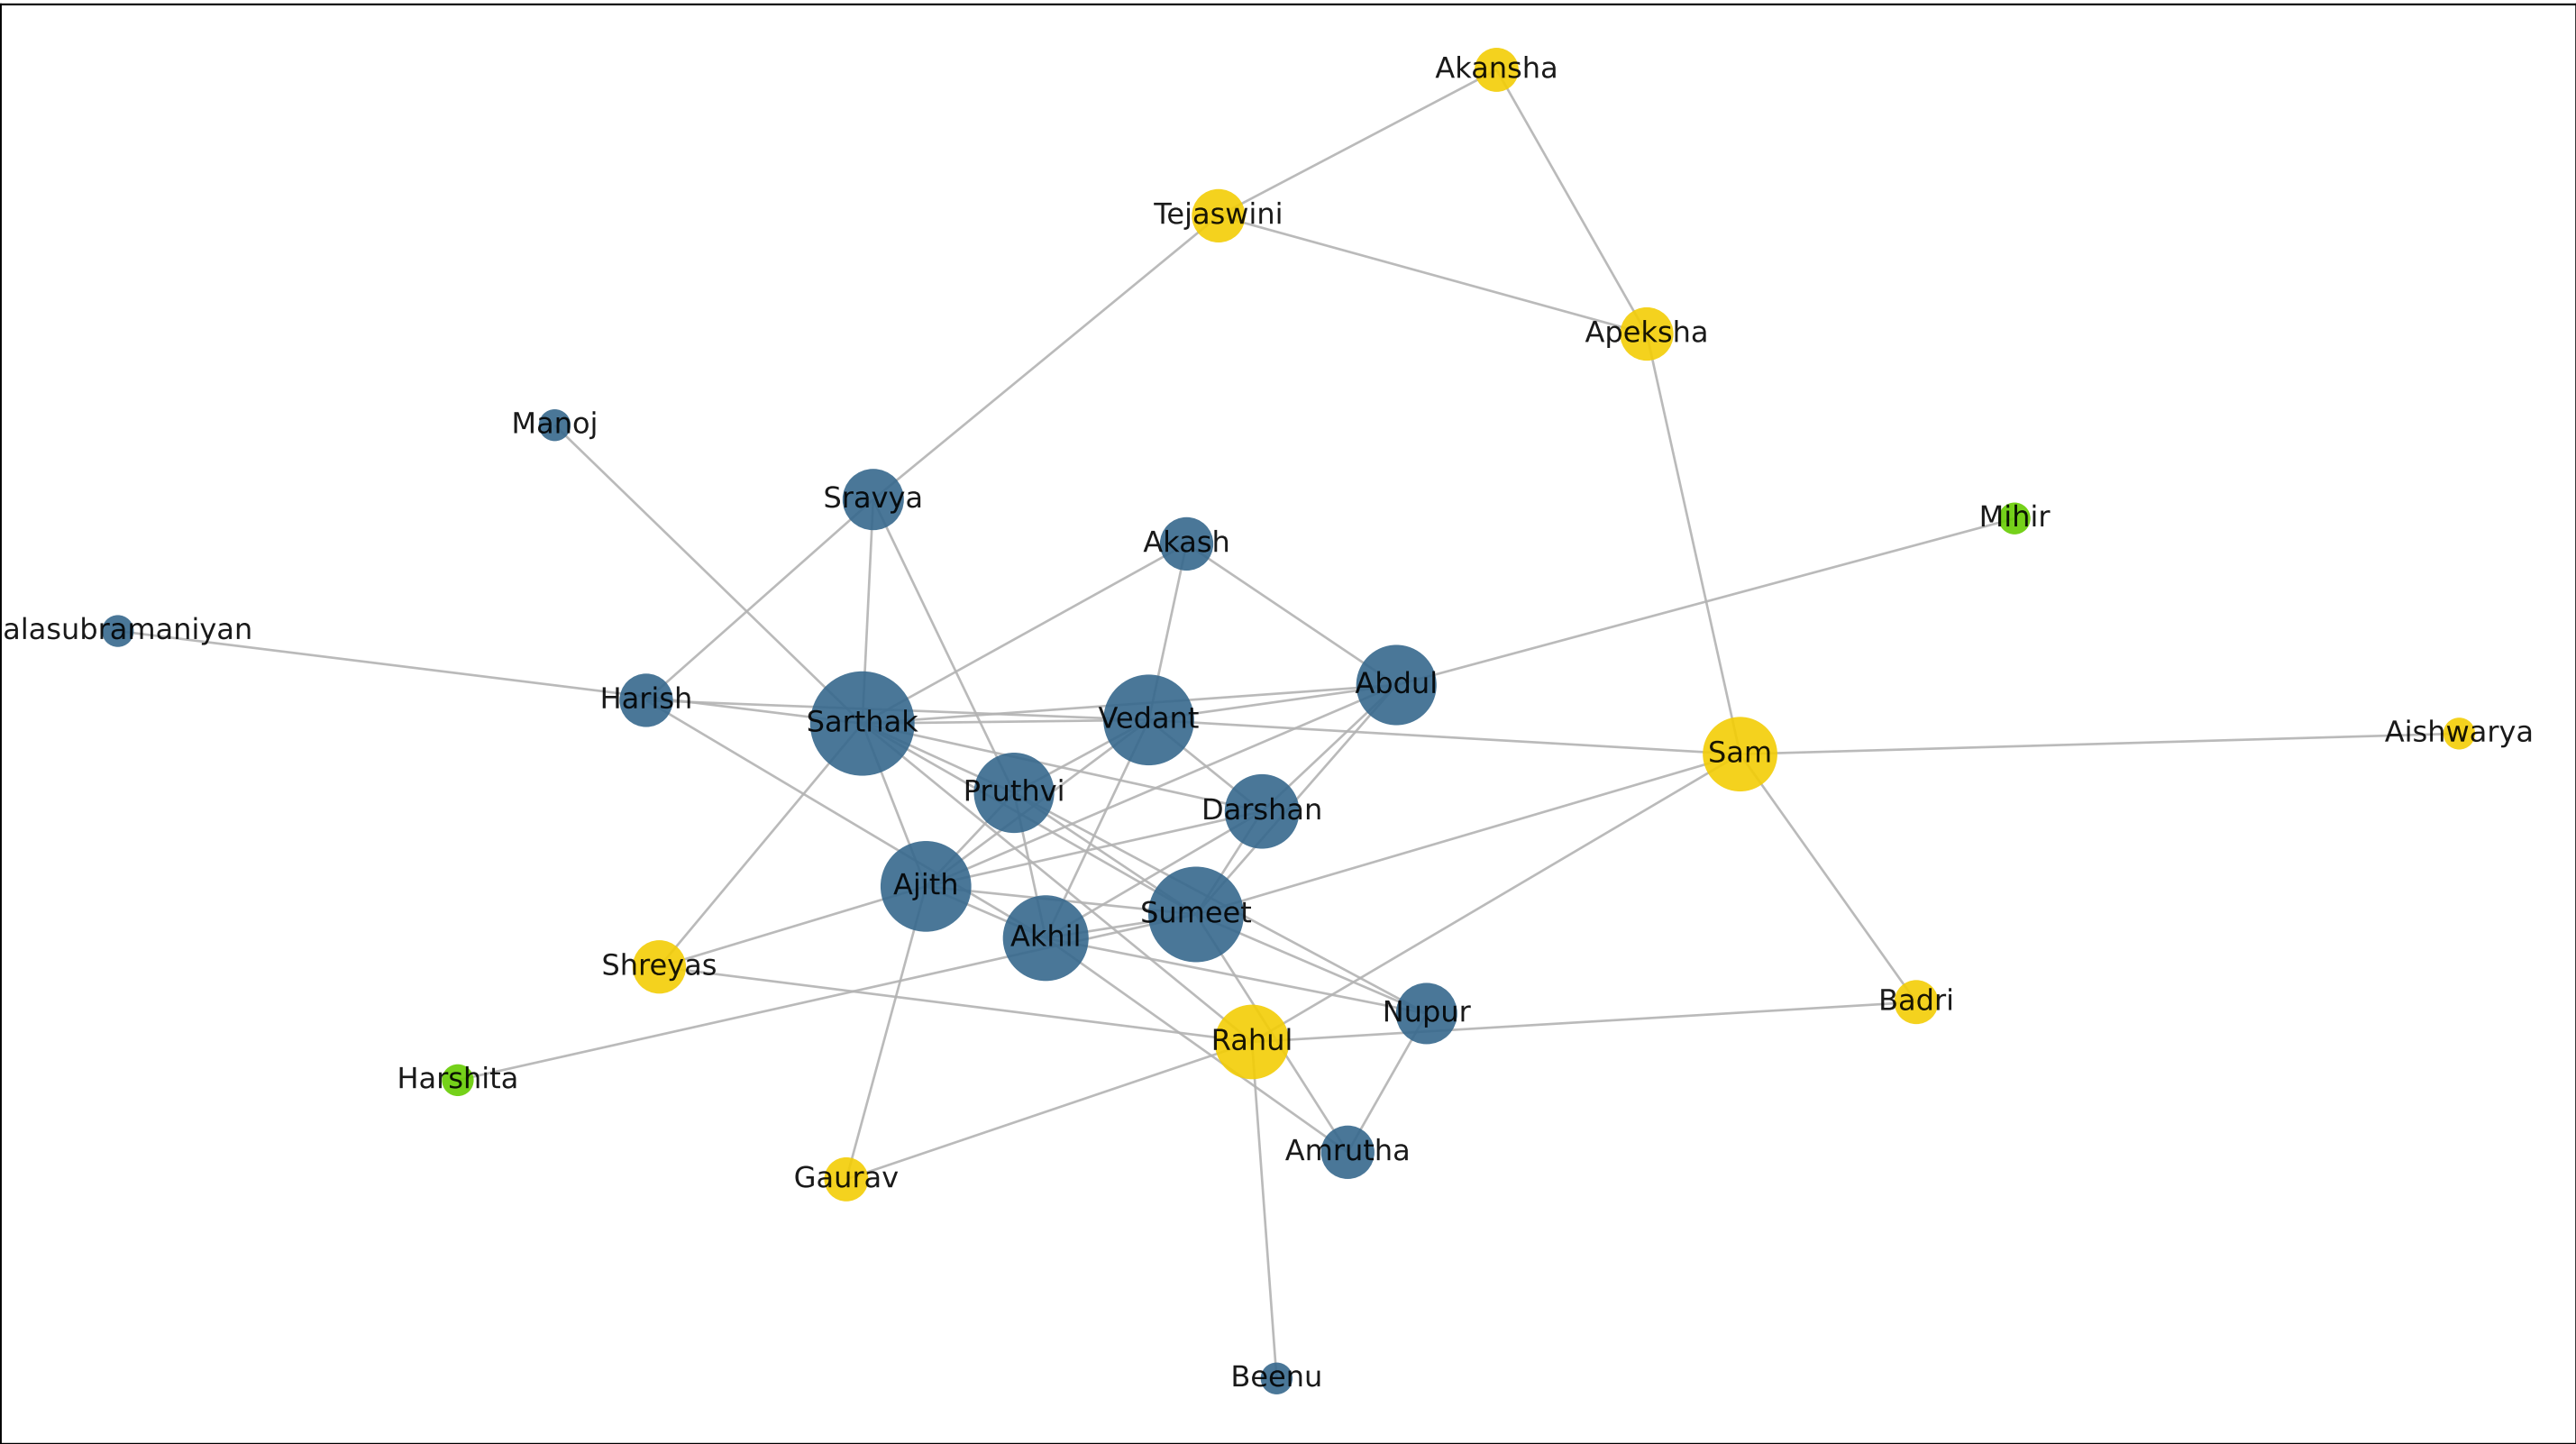 Akansha
Tejaswini
Apeksha
Manoj
Sravya
Mihir
Akash
alasubramaniyan
Abdul
Harish
Vedant
Sarthak
Aishwarya
Sam
Pruthvi
Darshan
Ajith
Sumeet
Akhil
Shreyas
Badri
Nupur
Rahul
Harshita
Amrutha
Gaurav
Beenu